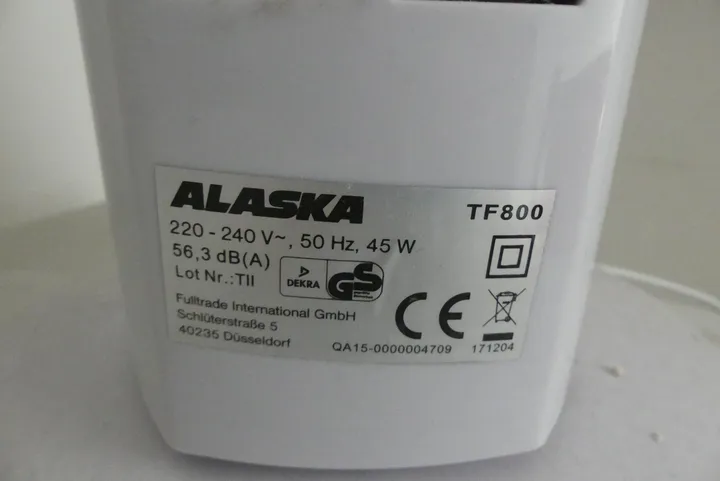 ALASKA TF800
220 - 240 V~, 50 Hz, 45 W
56,3 dB(A)
Lot Nr.:TII
DEKRA GS
Fulltrade International GmbH
Schlüterstraße 5
40235 Düsseldorf
CE
QA15-0000004709 171204